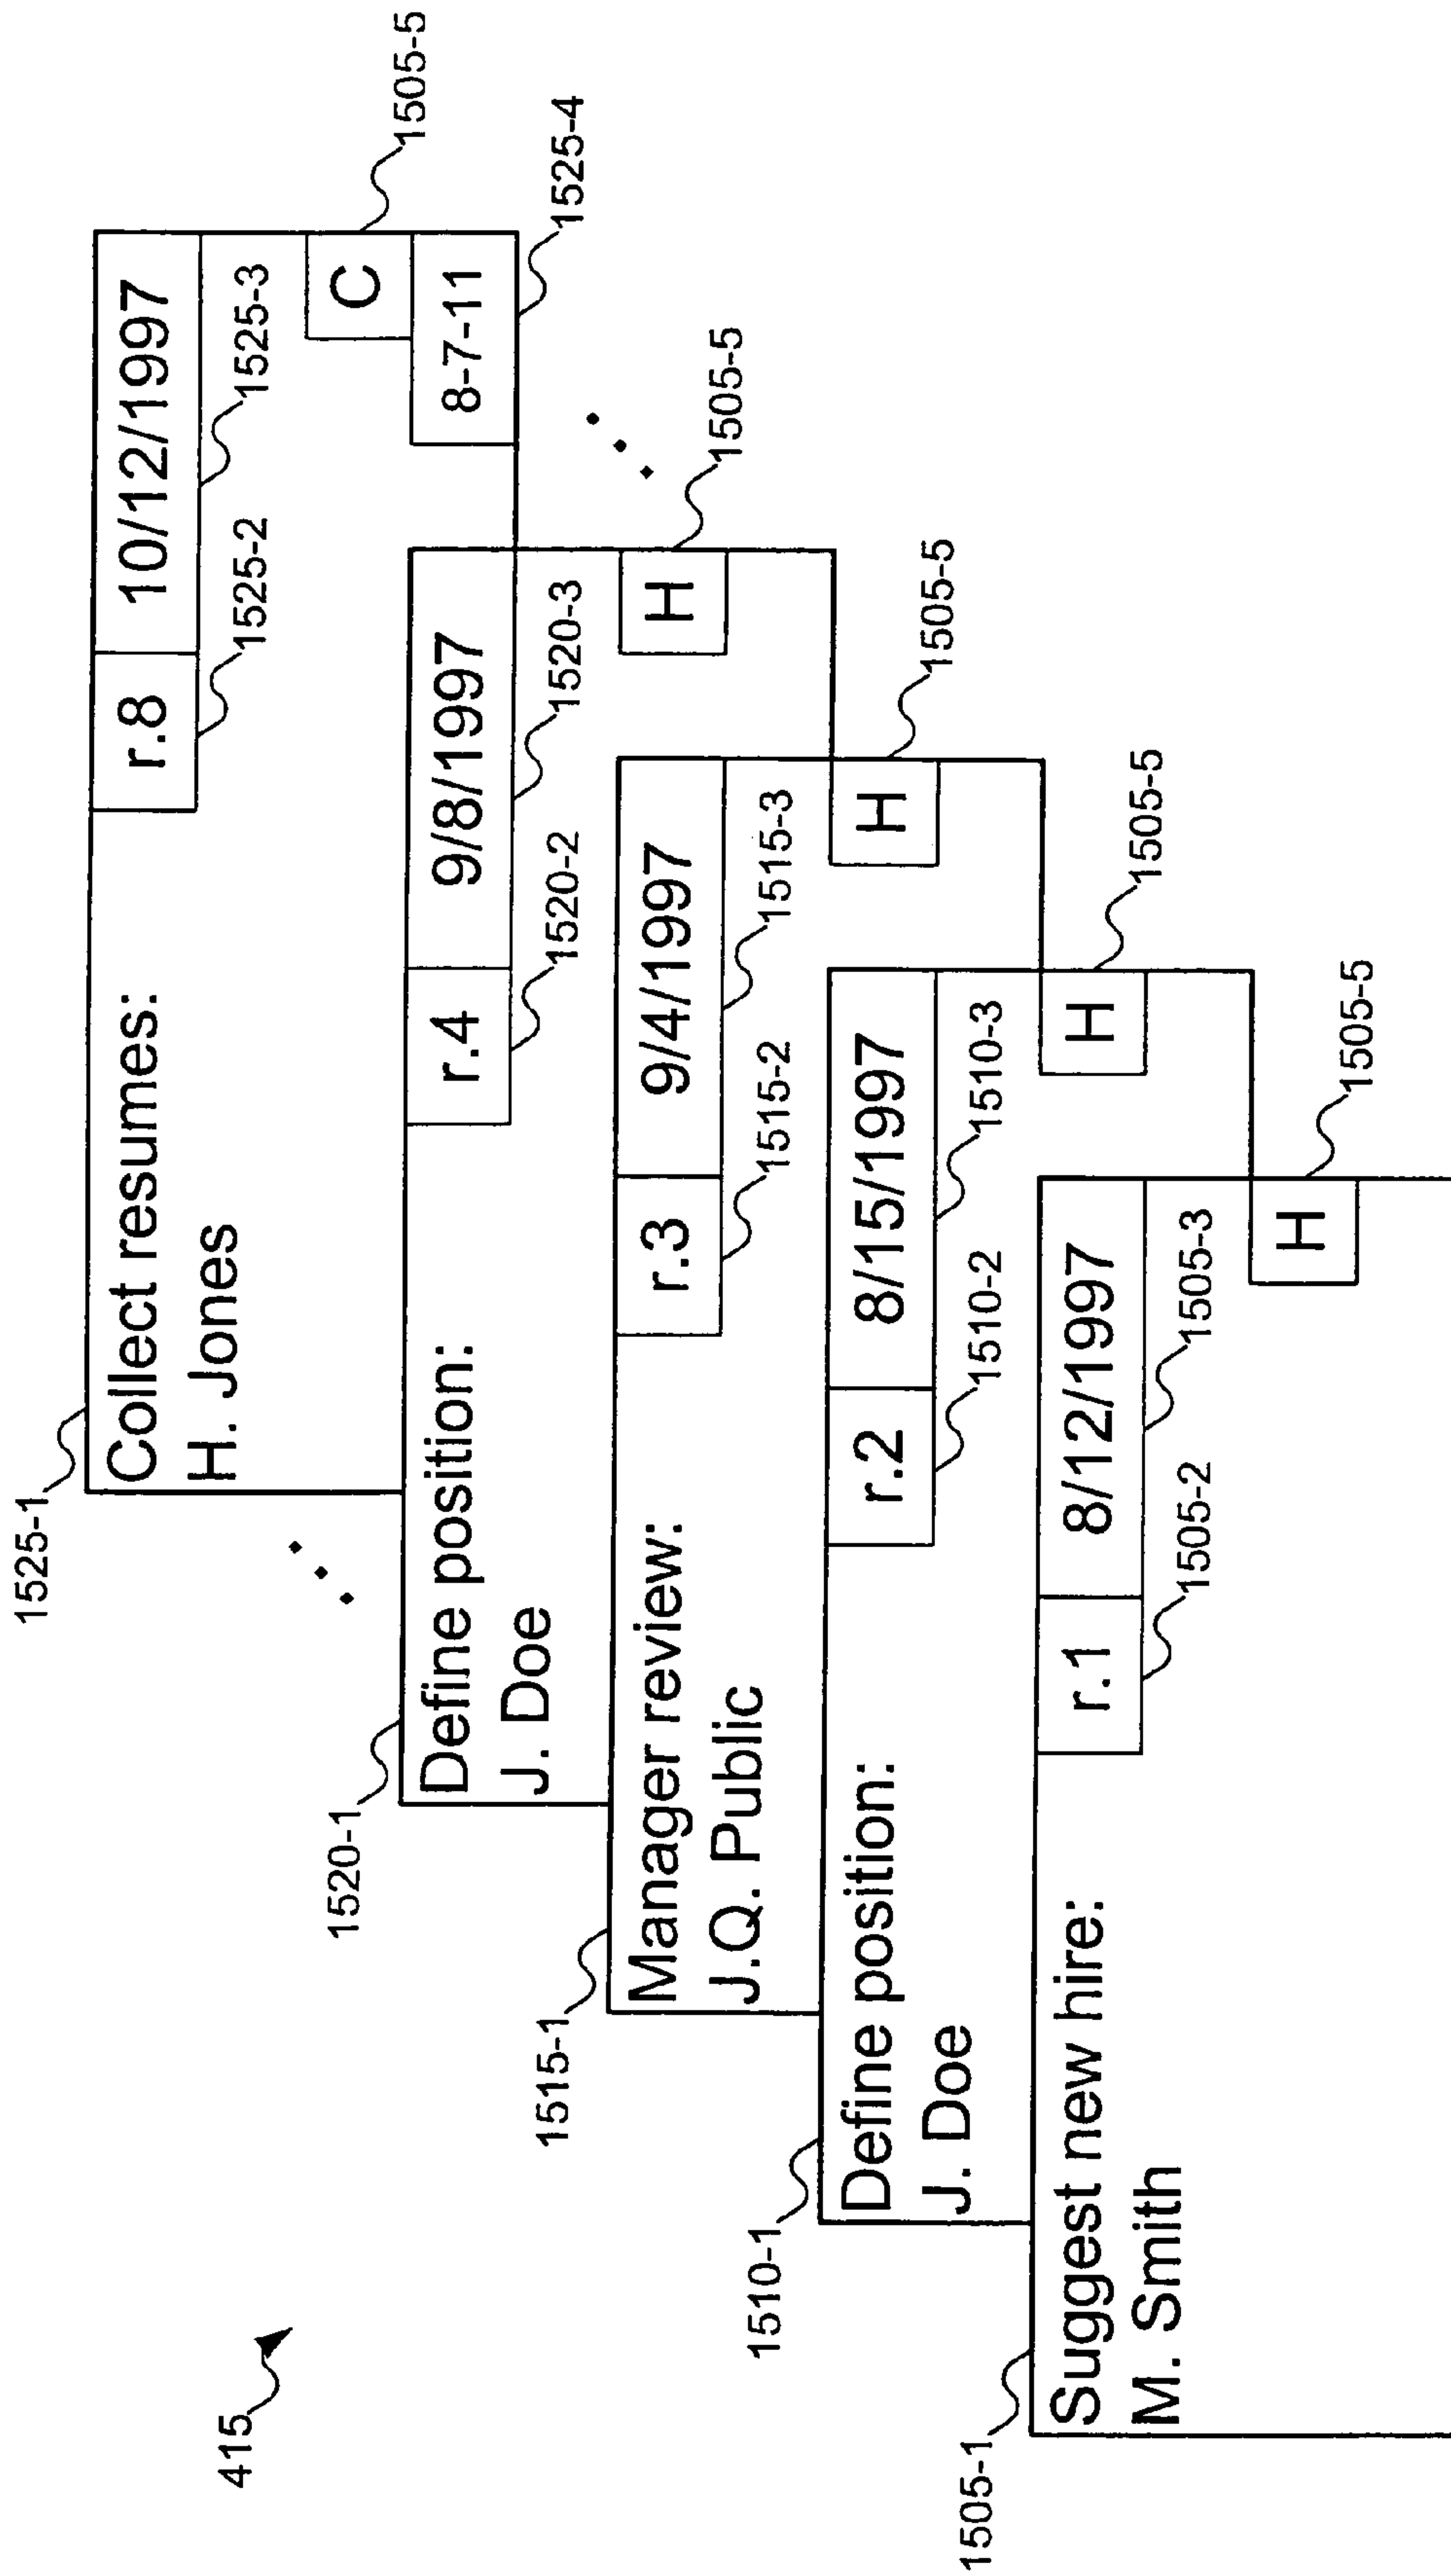 415
1525-1
Collect resumes:
H. Jones
r.8
10/12/1997
1525-2
1525-3
C
1505-5
8-7-11
1525-4
1520-1
Define position:
J. Doe
r.4
9/8/1997
1520-2
1520-3
H
1505-5
1515-1
Manager review:
J.Q. Public
r.3
9/4/1997
1515-2
1515-3
H
1505-5
1510-1
Define position:
J. Doe
r.2
8/15/1997
1510-2
1510-3
H
1505-5
1505-1
Suggest new hire:
M. Smith
r.1
8/12/1997
1505-2
1505-3
H
1505-5